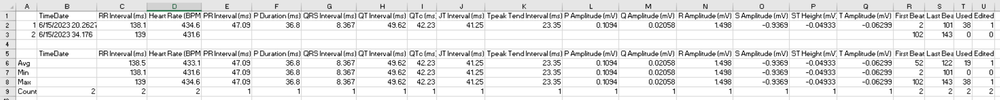 A B C D E F G H I J K L M N O P Q R S T U
1 TimeDate RR Interval (ms) Heart Rate (BPM PR Interval (ms) P Duration (ms) QRS Interval (ms) QT Interval (ms) QTc (ms) JT Interval (ms) Tpeak Tend Interval (ms) P Amplitude (mV) Q Amplitude (mV) R Amplitude (mV) S Amplitude (mV) ST Height (mV) T Amplitude (mV) First Beat Last Bea Used Edited
2 1 6/15/2023 20.2627 138.1 434.6 47.09 36.8 8.367 49.62 42.23 41.25 23.35 0.1094 0.02058 1.498 -0.9369 -0.04933 -0.06299 2 101 38 1
3 2 6/15/2023 34.176 139 431.6 102 143 0 0
4
5 TimeDate RR Interval (ms) Heart Rate (BPM PR Interval (ms) P Duration (ms) QRS Interval (ms) QT Interval (ms) QTc (ms) JT Interval (ms) Tpeak Tend Interval (ms) P Amplitude (mV) Q Amplitude (mV) R Amplitude (mV) S Amplitude (mV) ST Height (mV) T Amplitude (mV) First Beat Last Bea Used Edited
6 Avg 138.5 433.1 47.09 36.8 8.367 49.62 42.23 41.25 23.35 0.1094 0.02058 1.498 -0.9369 -0.04933 -0.06299 52 122 19 1
7 Min 138.1 431.6 47.09 36.8 8.367 49.62 42.23 41.25 23.35 0.1094 0.02058 1.498 -0.9369 -0.04933 -0.06299 2 101 0 0
8 Max 139 434.6 47.09 36.8 8.367 49.62 42.23 41.25 23.35 0.1094 0.02058 1.498 -0.9369 -0.04933 -0.06299 102 143 38 1
9 Count 2 2 2 1 1 1 1 1 1 1 1 1 1 1 1 1 2 2 2 2